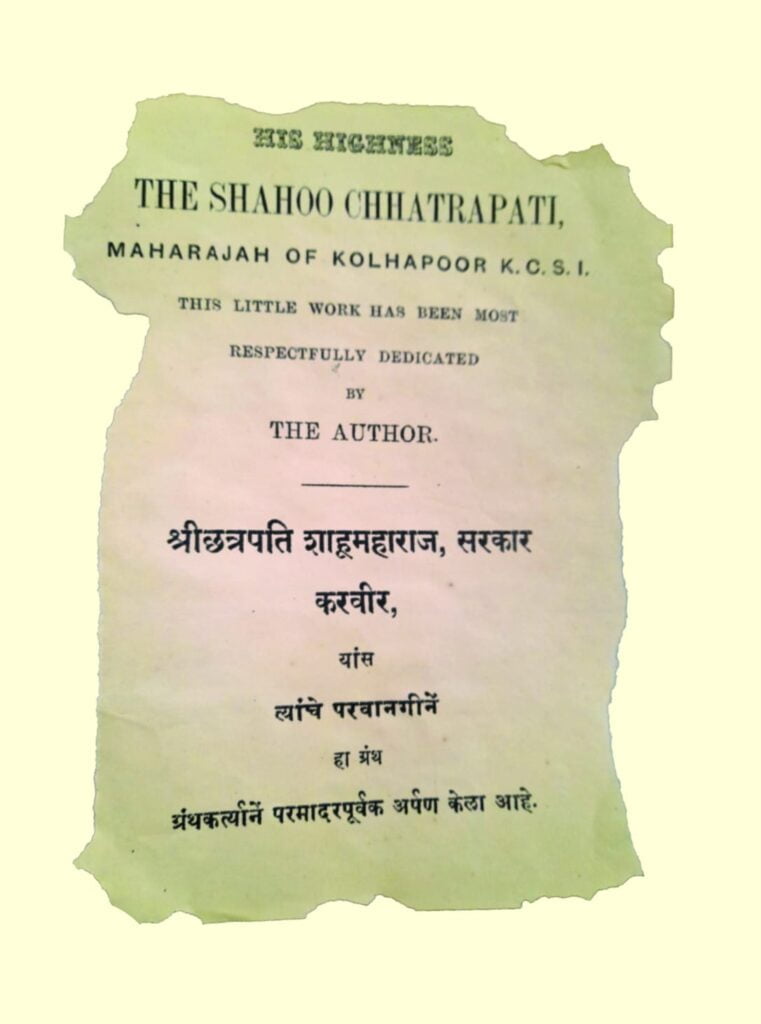 HIS HIGHNESS
THE SHAHOO CHHATRAPATI,
MAHARAJAH OF KOLHAPOOR K.C.S.I.
THIS LITTLE WORK HAS BEEN MOST
RESPECTFULLY DEDICATED
BY
THE AUTHOR.
श्रीछत्रपति शाहूमहाराज, सरकार
करवीर,
यांस
त्यांचे परवानगीनें
हा ग्रंथ
ग्रंथकर्त्यानें परमादरपूर्वक अर्पण केला आहे.